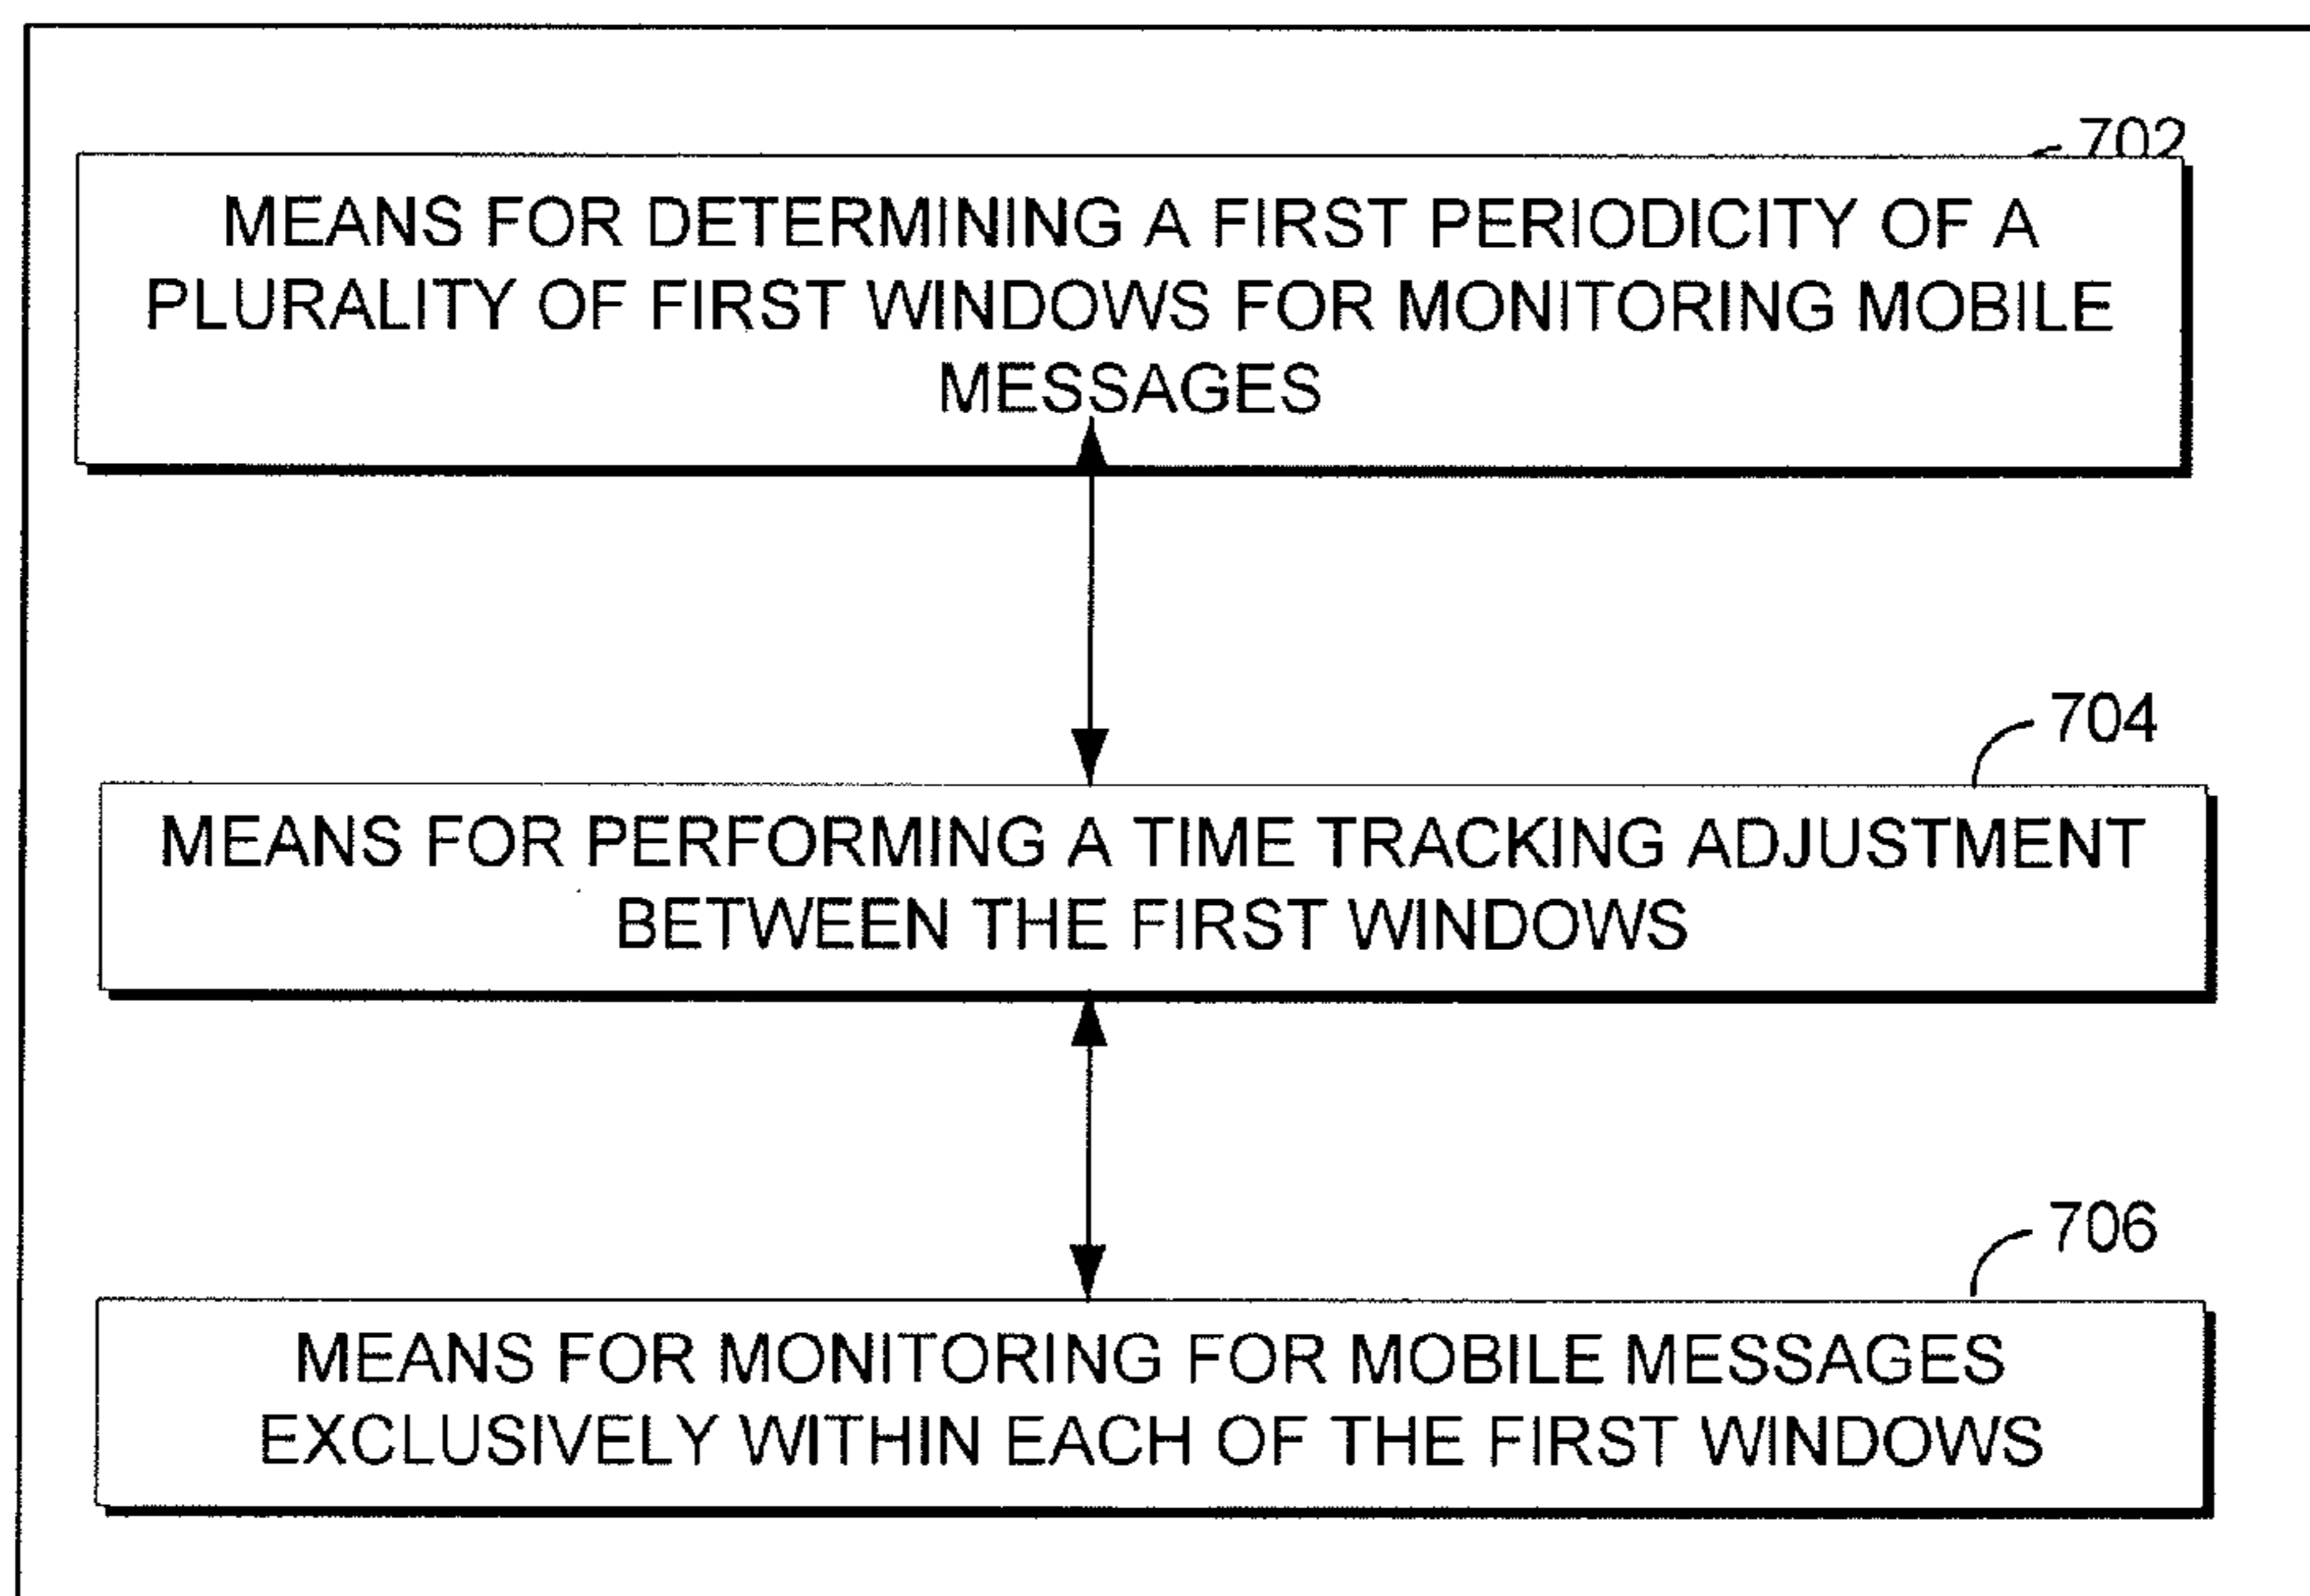 702
MEANS FOR DETERMINING A FIRST PERIODICITY OF A
PLURALITY OF FIRST WINDOWS FOR MONITORING MOBILE
MESSAGES
704
MEANS FOR PERFORMING A TIME TRACKING ADJUSTMENT
BETWEEN THE FIRST WINDOWS
706
MEANS FOR MONITORING FOR MOBILE MESSAGES
EXCLUSIVELY WITHIN EACH OF THE FIRST WINDOWS